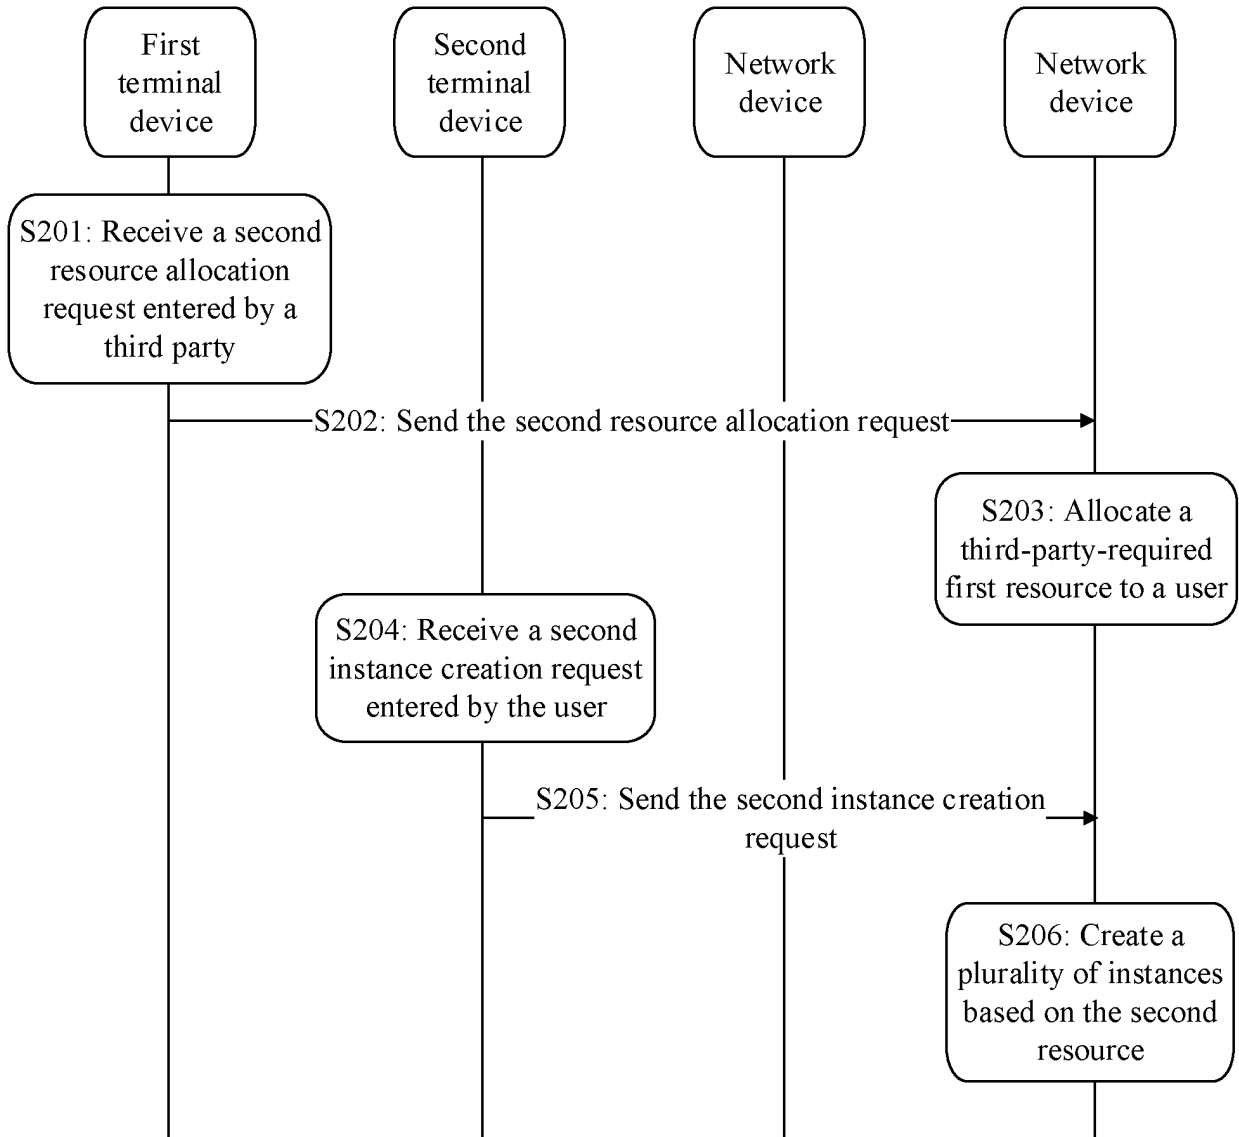 First
terminal
device
Second
terminal
device
Network
device
Network
device
S201: Receive a second
resource allocation
request entered by a
third party
S202: Send the second resource allocation request
S203: Allocate a
third-party-required
first resource to a user
S204: Receive a second
instance creation request
entered by the user
S205: Send the second instance creation
request
S206: Create a
plurality of instances
based on the second
resource